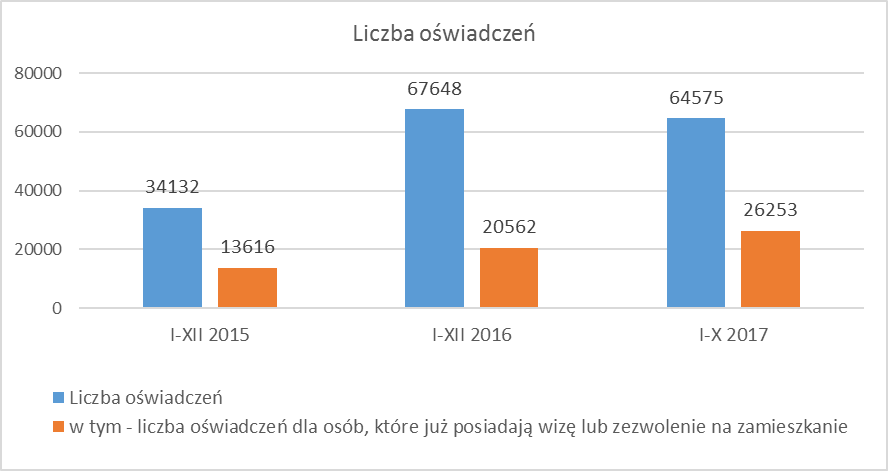 Liczba oświadczeń
80000
67648
64575
60000
40000
34132
26253
20562
20000
13616
0
I-XII 2015
I-XII 2016
I-X 2017
Liczba oświadczeń
w tym - liczba oświadczeń dla osób, które już posiadają wizę lub zezwolenie na zamieszkanie